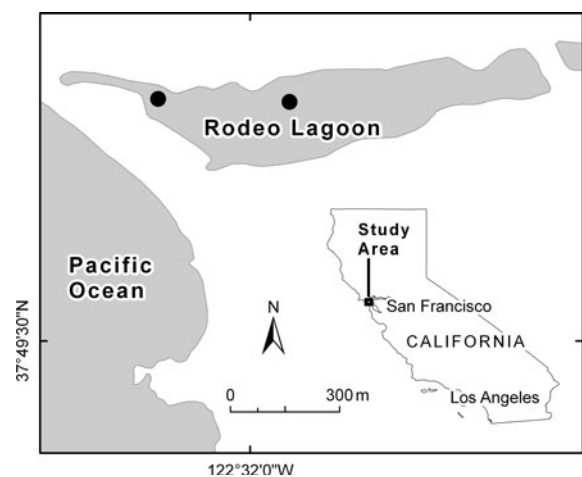 Rodeo Lagoon
Study
Area
Pacific
Ocean
San Francisco
N
CALIFORNIA
37°49'30"N
0 300 m
Los Angeles
122°32'0"W